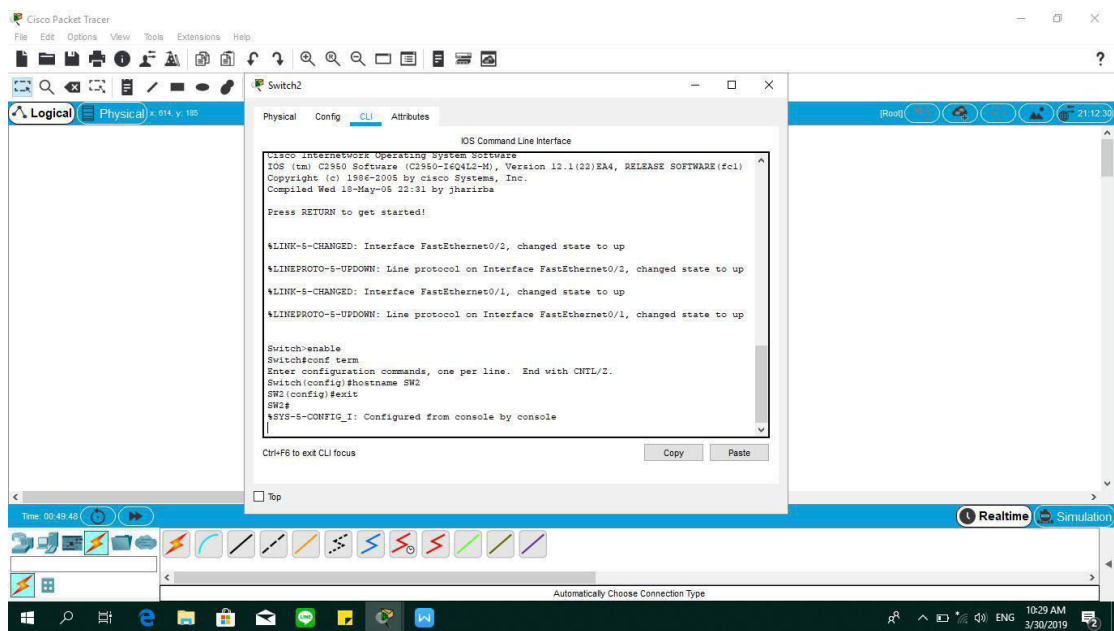 Cisco Packet Tracer
File Edit Options View Tools Extensions Help
?
Switch2
Logical Physical x: 614, y: 185
[Root] 21:12:30
Physical Config CLI Attributes
IOS Command Line Interface
Cisco Internetwork Operating System Software
IOS (tm) C2950 Software (C2950-I6Q4L2-M), Version 12.1(22)EA4, RELEASE SOFTWARE(fc1)
Copyright (c) 1986-2005 by cisco Systems, Inc.
Compiled Wed 18-May-05 22:31 by jharirba
Press RETURN to get started!
%LINK-5-CHANGED: Interface FastEthernet0/2, changed state to up
%LINEPROTO-5-UPDOWN: Line protocol on Interface FastEthernet0/2, changed state to up
%LINK-5-CHANGED: Interface FastEthernet0/1, changed state to up
%LINEPROTO-5-UPDOWN: Line protocol on Interface FastEthernet0/1, changed state to up
Switch>enable
Switch#conf term
Enter configuration commands, one per line. End with CNTL/Z.
Switch(config)#hostname SW2
SW2(config)#exit
SW2#
%SYS-5-CONFIG_I: Configured from console by console
Ctrl+F6 to exit CLI focus
Copy Paste
Top
Time: 00:49:48
Realtime Simulation
Automatically Choose Connection Type
ENG
10:29 AM
3/30/2019
2